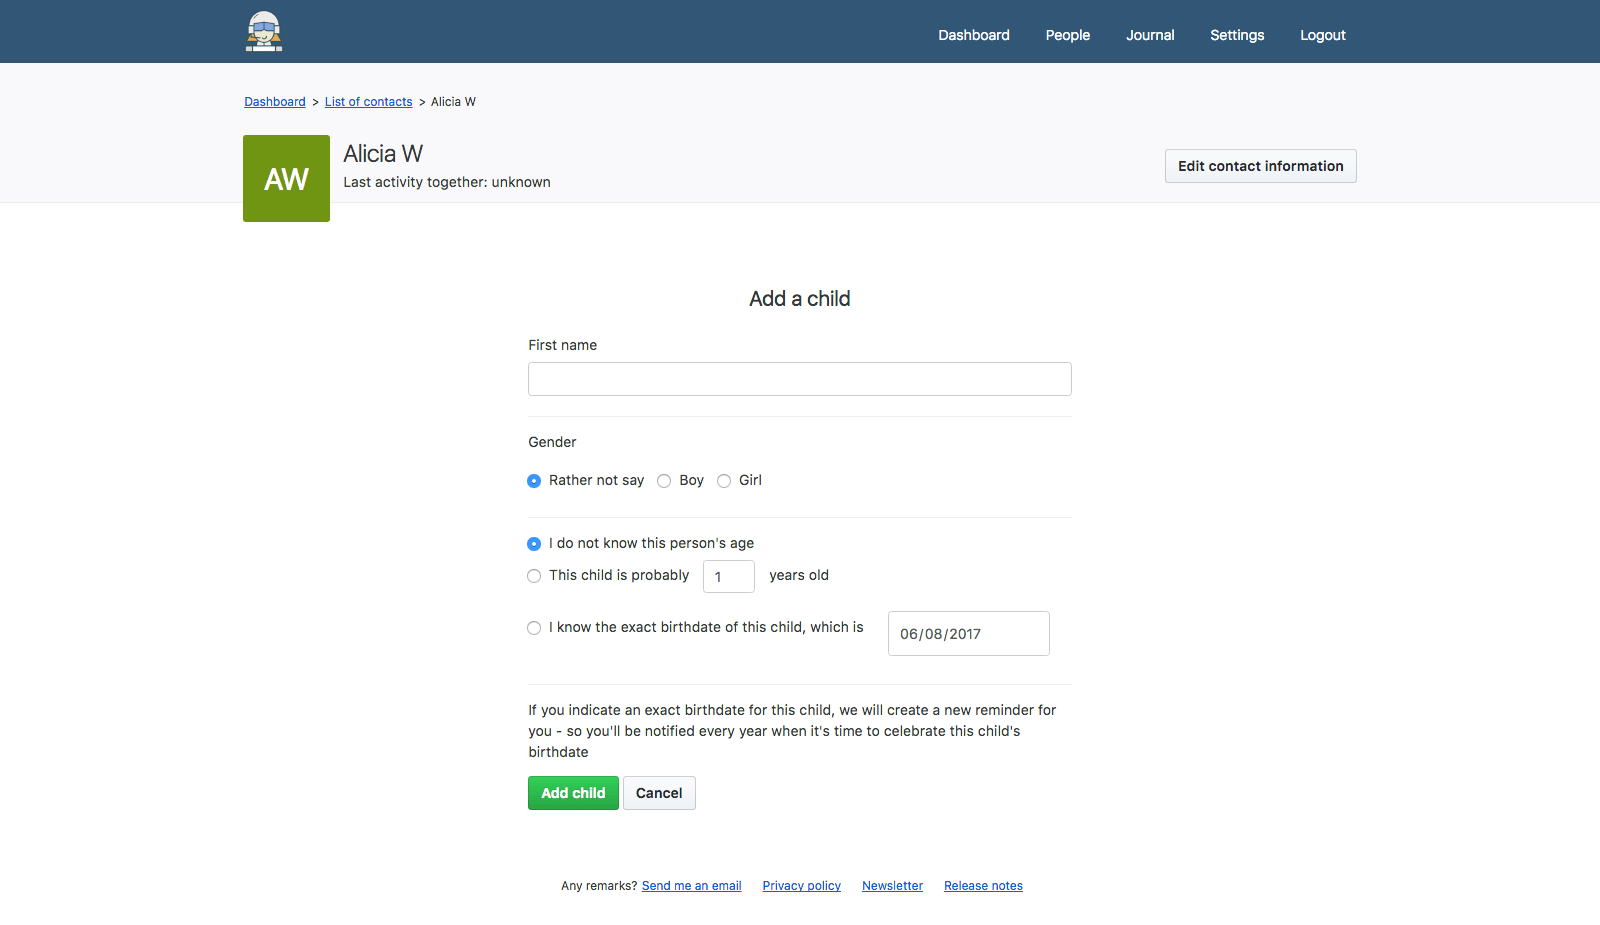 Dashboard People Journal Settings Logout
Dashboard > List of contacts > Alicia W
AW
Alicia W
Last activity together: unknown
Edit contact information
Add a child
First name
Gender
Rather not say Boy Girl
I do not know this person's age
This child is probably 1 years old
I know the exact birthdate of this child, which is 06/08/2017
If you indicate an exact birthdate for this child, we will create a new reminder for
you - so you'll be notified every year when it's time to celebrate this child's
birthdate
Add child Cancel
Any remarks? Send me an email Privacy policy Newsletter Release notes